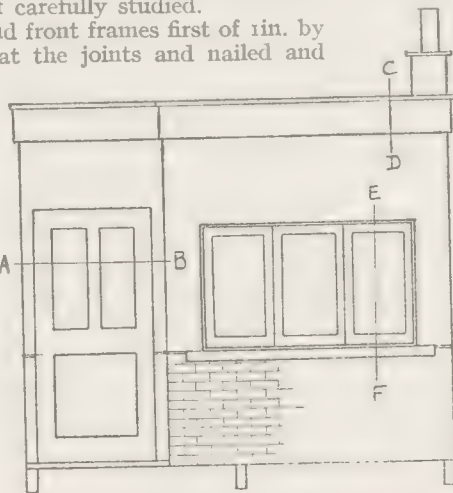 carefully studied.
front frames first of 1in. by
at the joints and nailed and
C
D
E
A
B
F